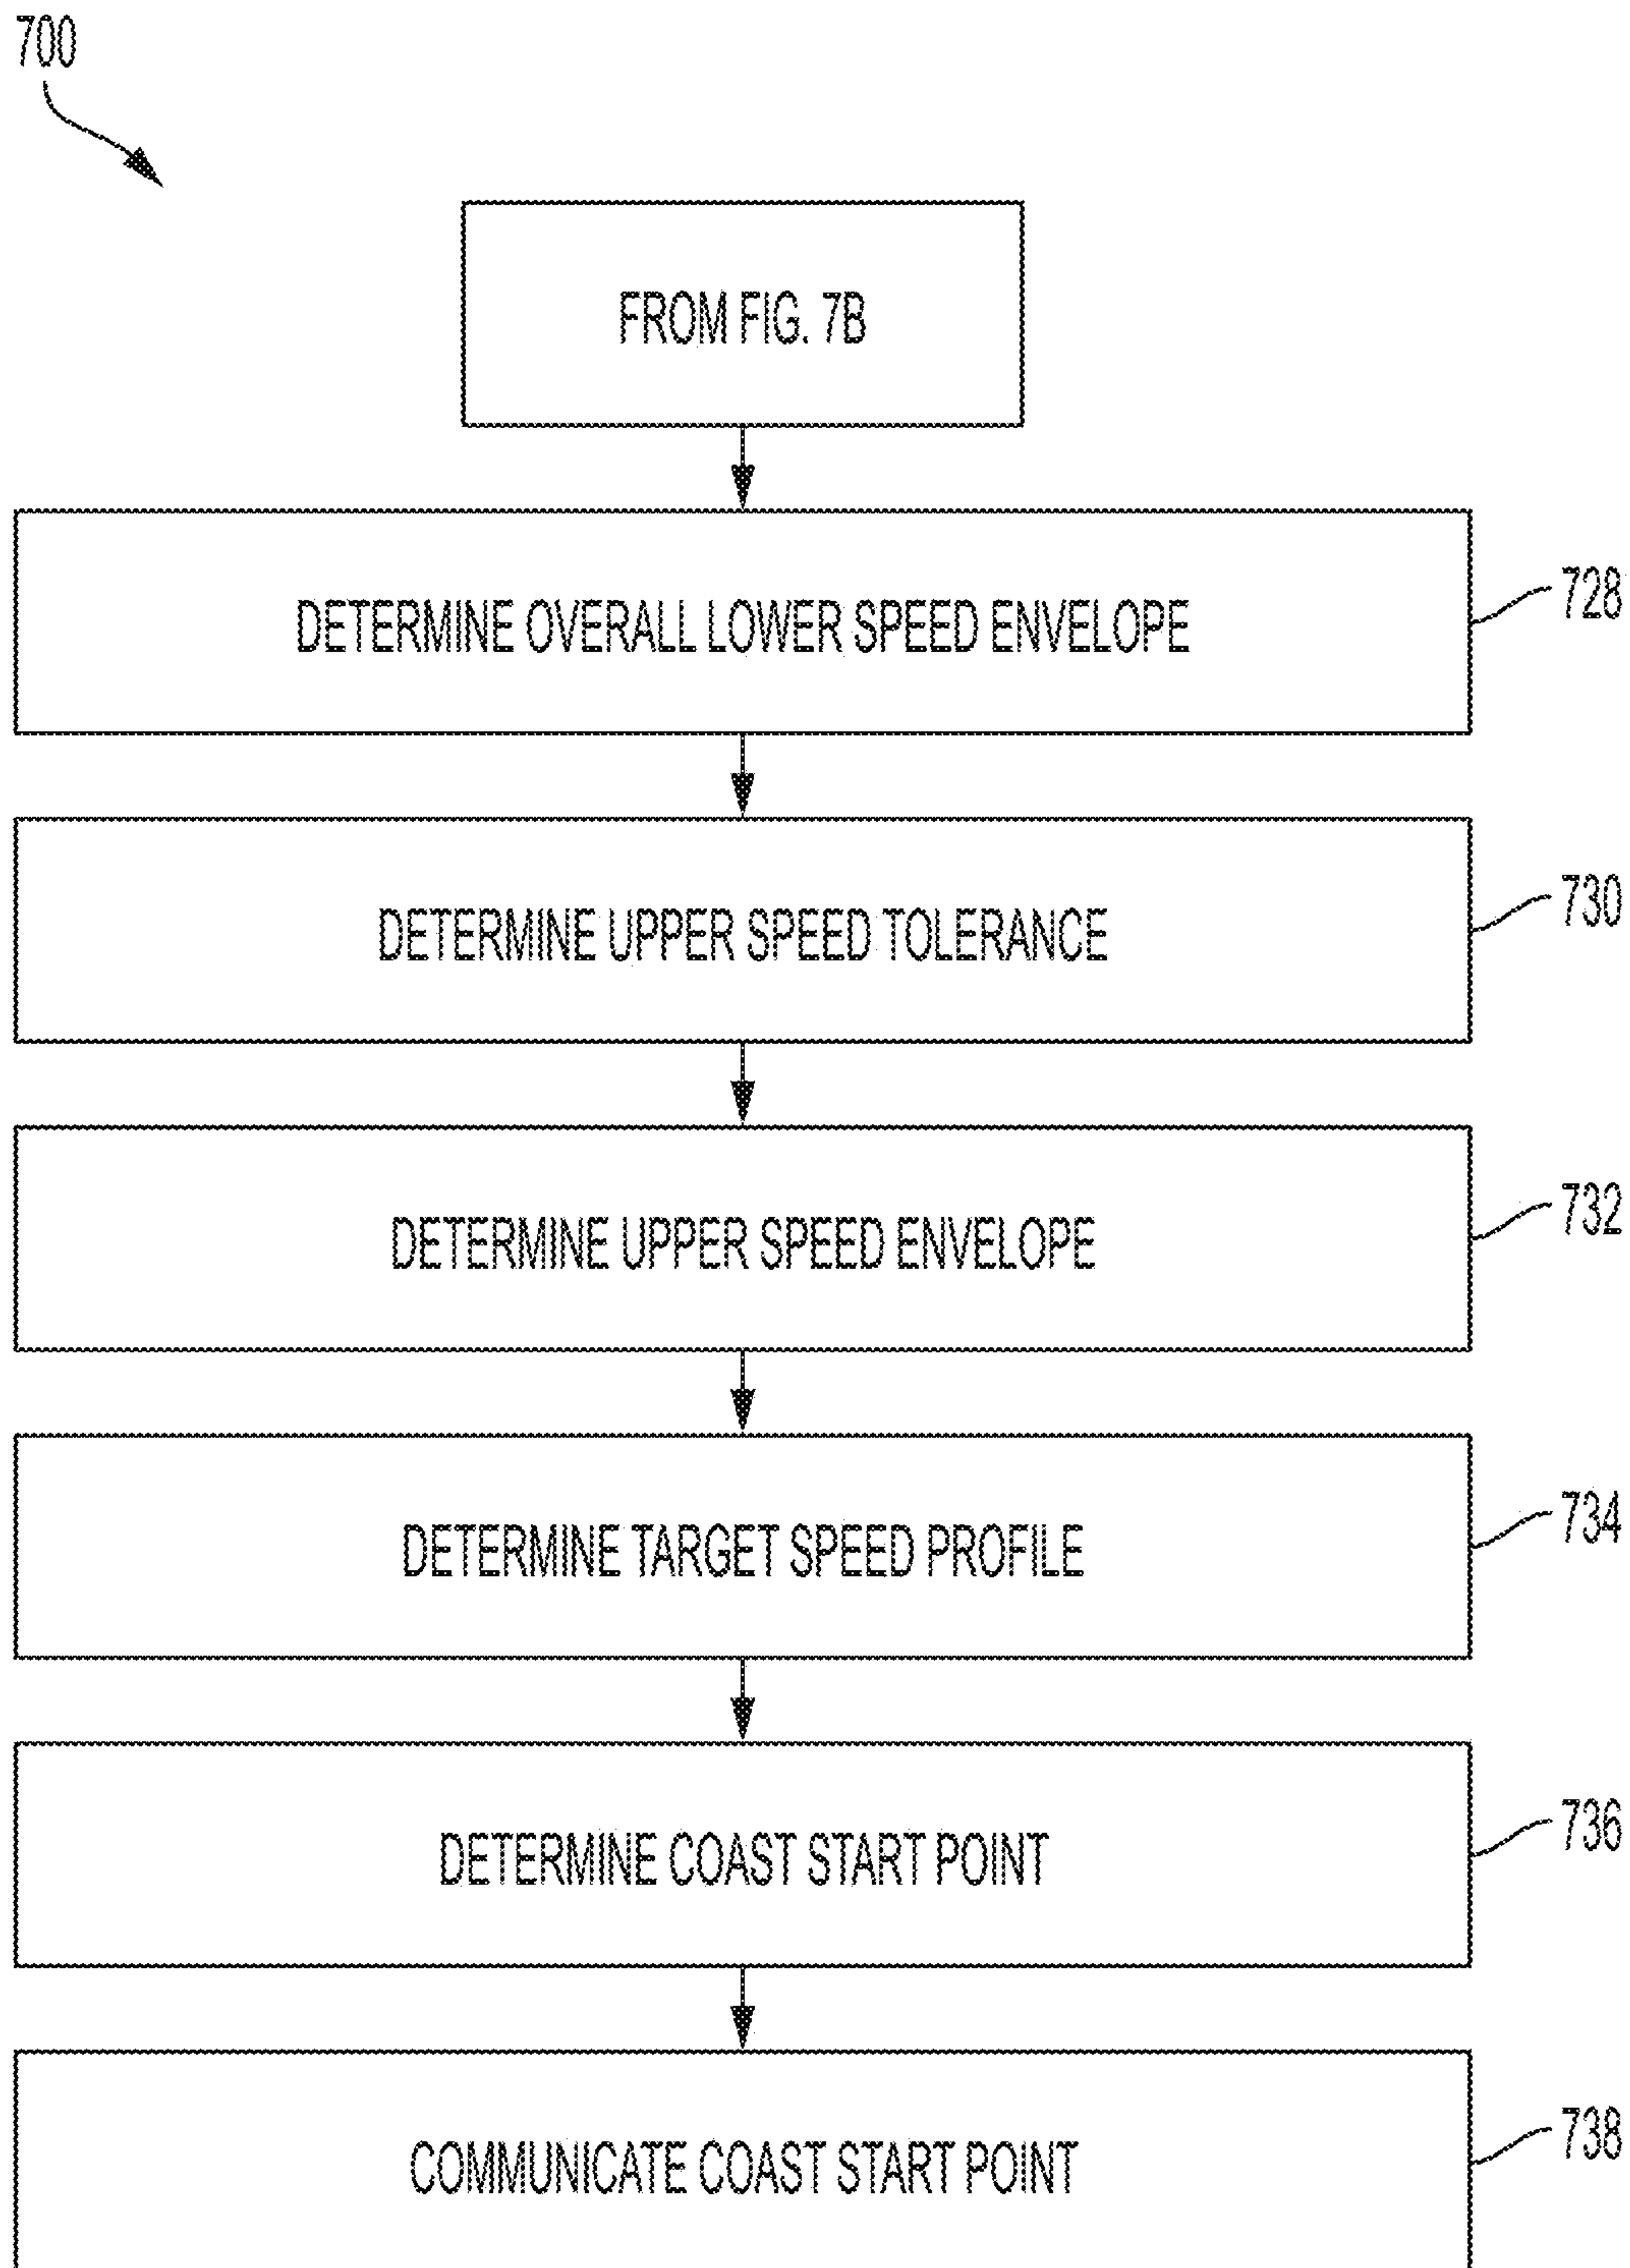 700
FROM FIG. 7B
DETERMINE OVERALL LOWER SPEED ENVELOPE
728
DETERMINE UPPER SPEED TOLERANCE
730
DETERMINE UPPER SPEED ENVELOPE
732
DETERMINE TARGET SPEED PROFILE
734
DETERMINE COAST START POINT
736
COMMUNICATE COAST START POINT
738